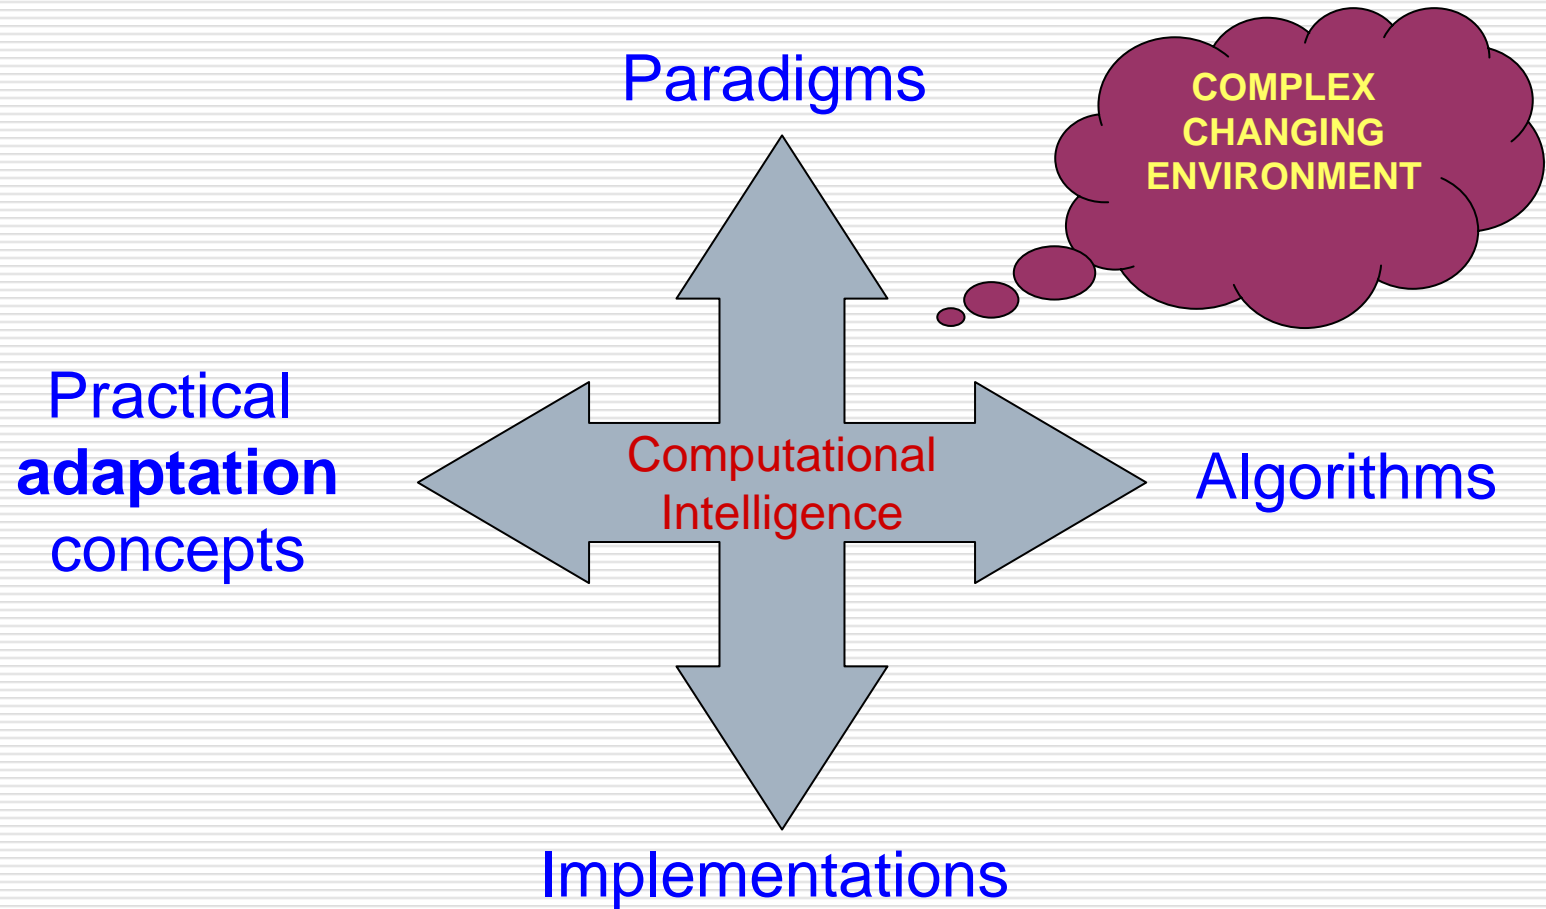 Paradigms
COMPLEX
CHANGING
ENVIRONMENT
Practical
adaptation
concepts
Computational
Intelligence
Algorithms
Implementations